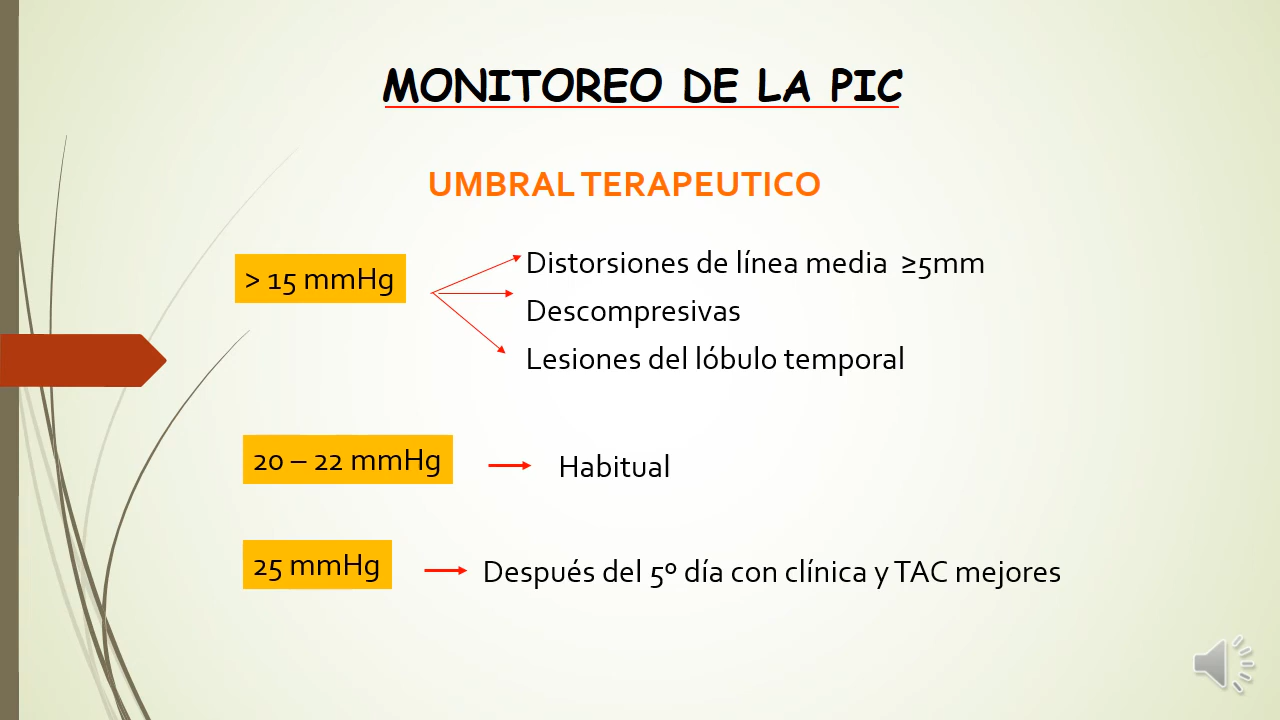 MONITOREO DE LA PIC
UMBRAL TERAPEUTICO
> 15 mmHg
Distorsiones de línea media ≥5mm
Descompresivas
Lesiones del lóbulo temporal
20 – 22 mmHg
Habitual
25 mmHg
Después del 5º día con clínica y TAC mejores